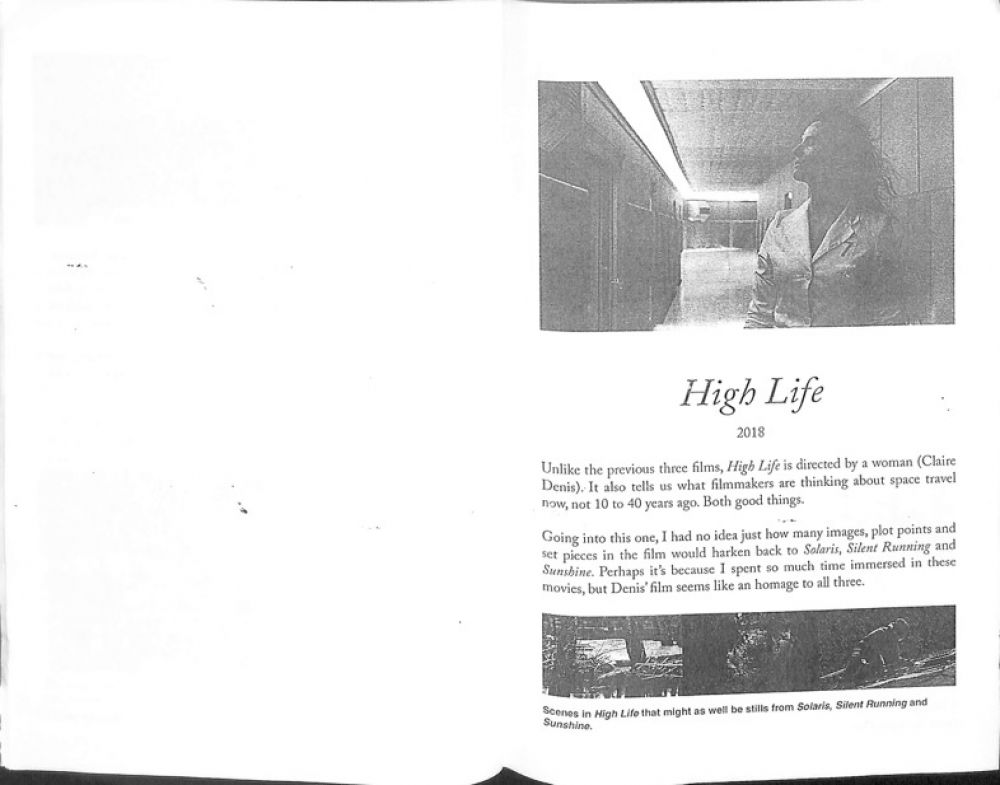 High Life
2018
Unlike the previous three films, High Life is directed by a woman (Claire
Denis). It also tells us what filmmakers are thinking about space travel
now, not 10 to 40 years ago. Both good things.
Going into this one, I had no idea just how many images, plot points and
set pieces in the film would harken back to Solaris, Silent Running and
Sunshine. Perhaps it's because I spent so much time immersed in these
movies, but Denis' film seems like an homage to all three.
Scenes in High Life that might as well be stills from Solaris, Silent Running and
Sunshine.